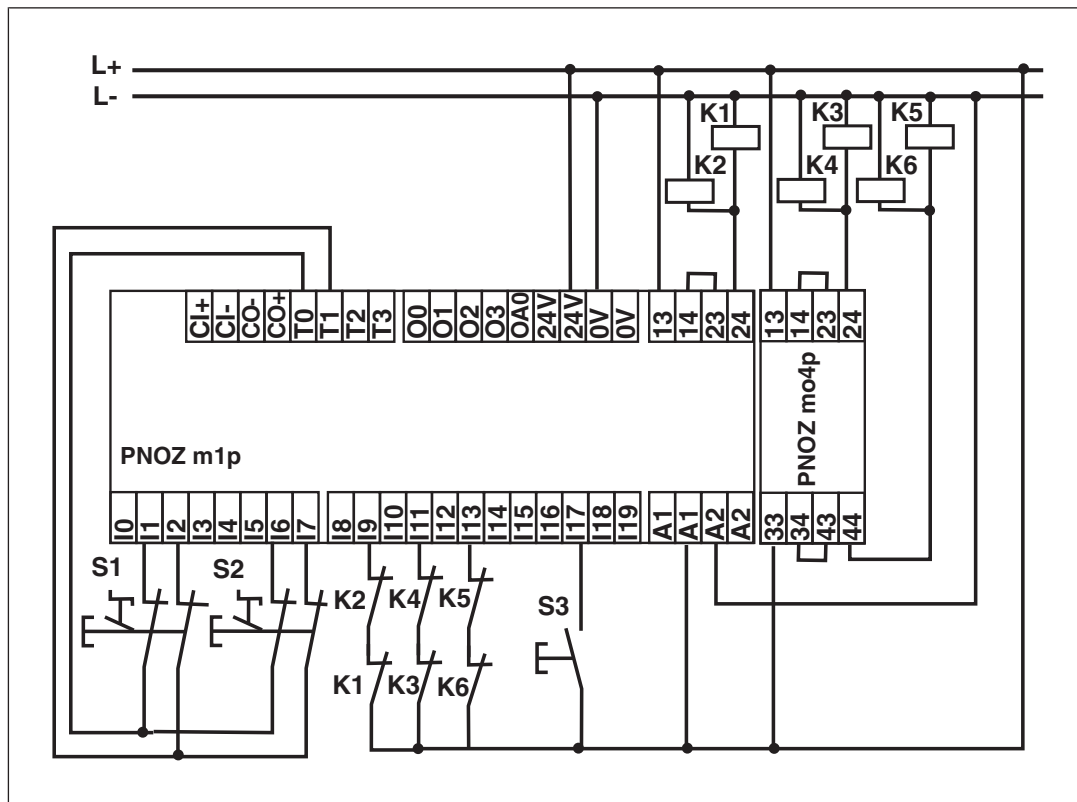 L+
L-
K1
K3
K5
K2
K4
K6
CI+ CI- CO- CO+ T0 T1 T2 T3
O0 O1 O2 O3 OA0 24V 24V 0V 0V
13 14 23 24
13 14 23 24
PNOZ m1p
PNOZ mo4p
I0 I1 I2 I3 I4 I5 I6 I7
I8 I9 I10 I11 I12 I13 I14 I15 I16 I17 I18 I19
A1 A1 A2 A2
33 34 43 44
S1
S2
K2
K4
K5
S3
K1
K3
K6